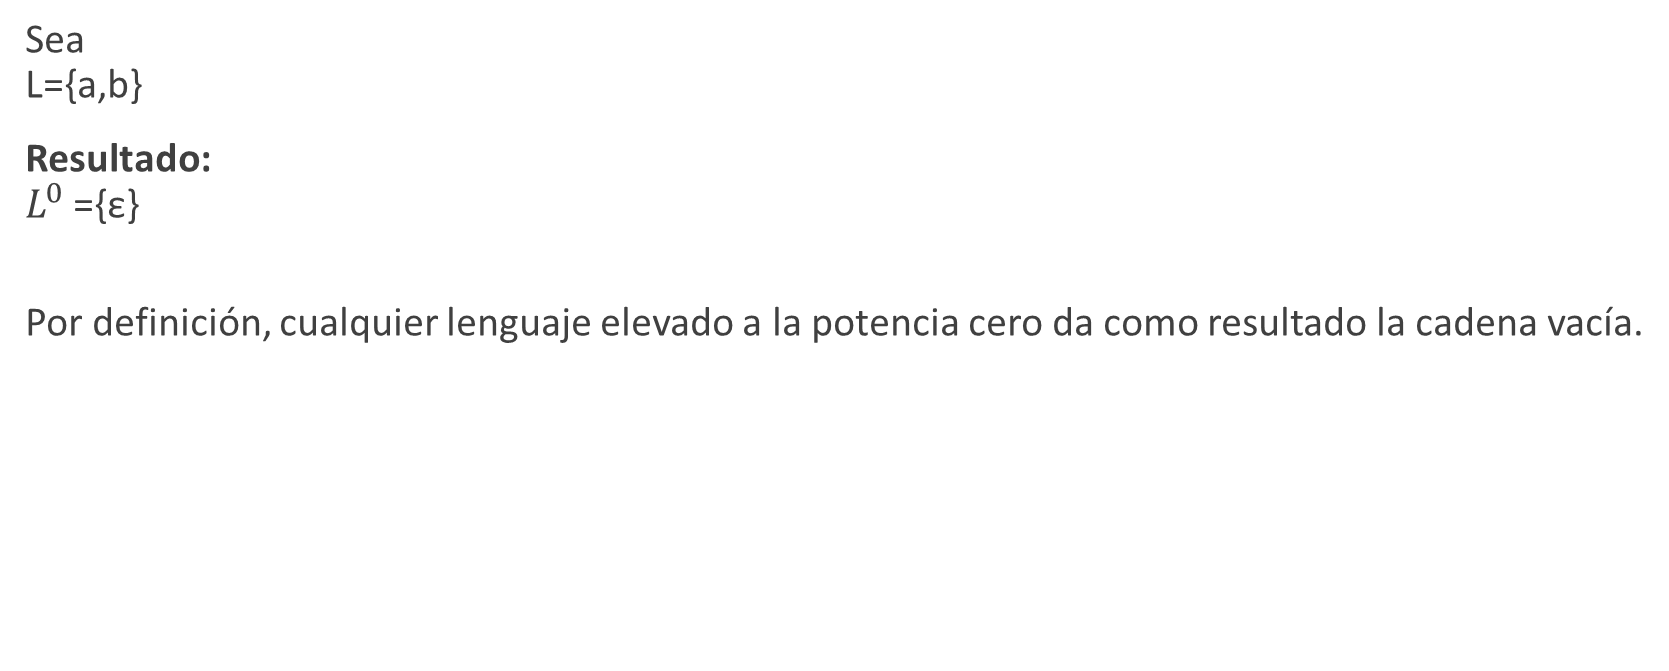 Sea
L={a,b}
Resultado:
L⁰ ={ε}
Por definición, cualquier lenguaje elevado a la potencia cero da como resultado la cadena vacía.